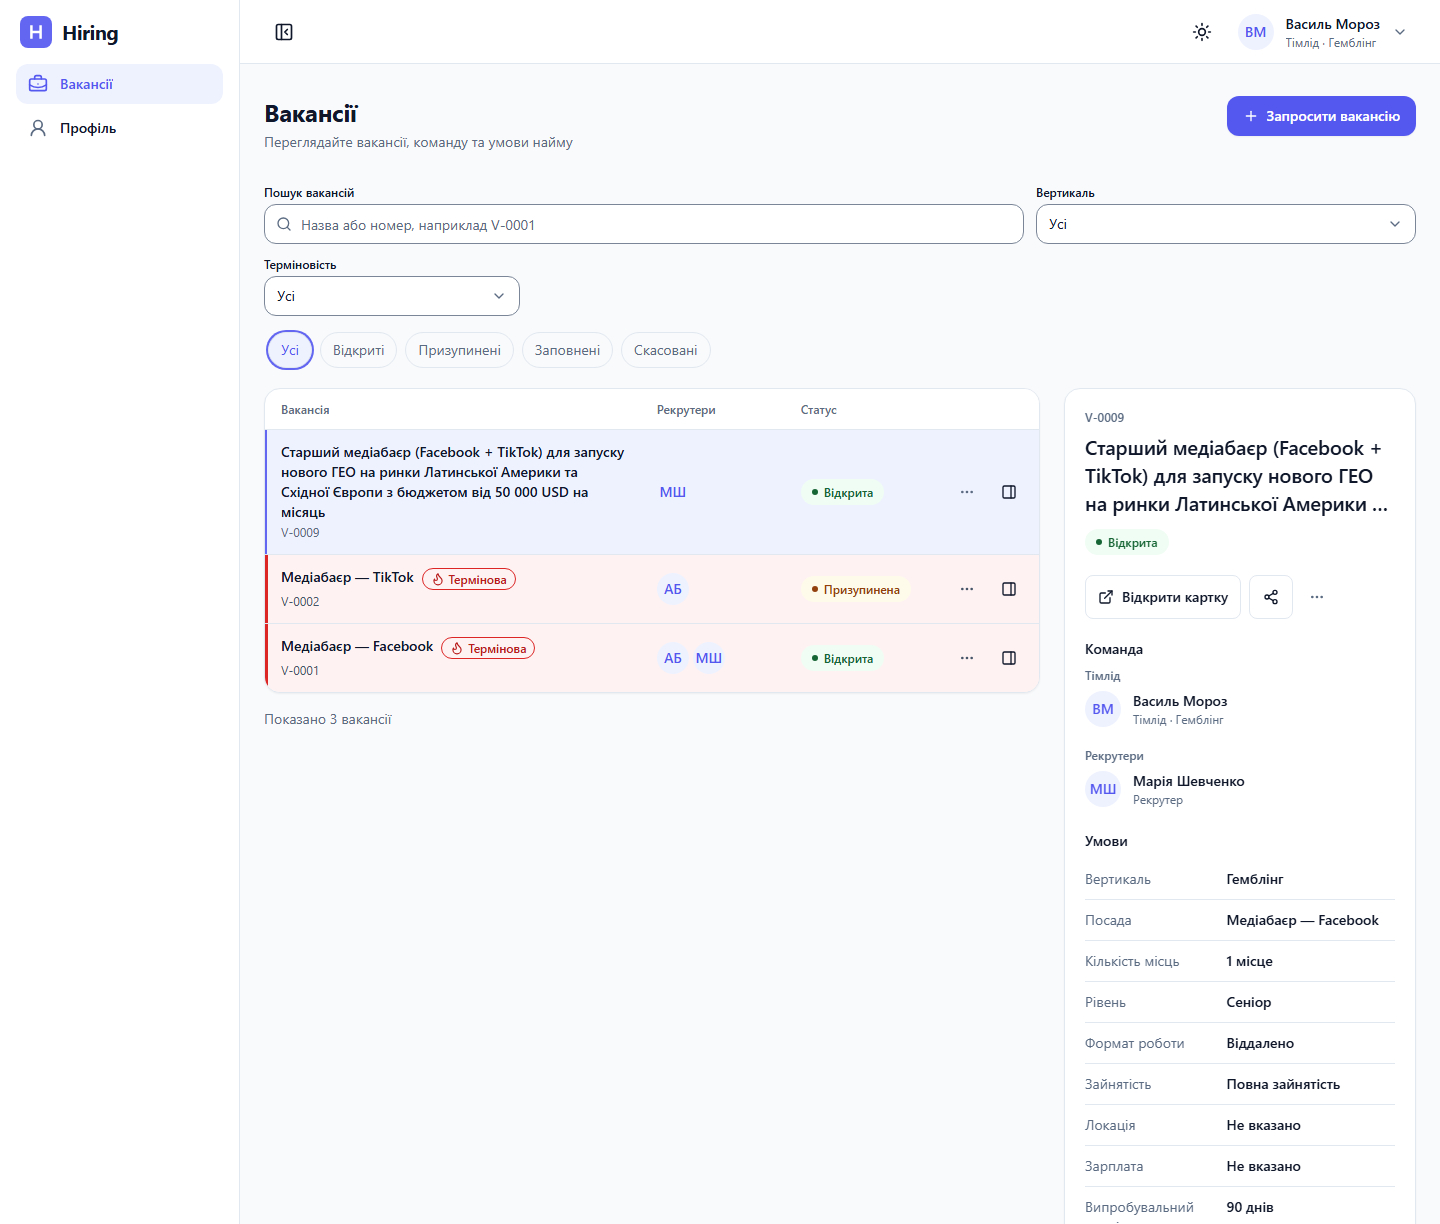 H Hiring
Вакансії
Профіль
ВМ
Василь Мороз
Тімлід · Гемблінг
Вакансії
Переглядайте вакансії, команду та умови найму
Запросити вакансію
Пошук вакансій
Назва або номер, наприклад V-0001
Вертикаль
Усі
Терміновість
Усі
Усі
Відкриті
Призупинені
Заповнені
Скасовані
Вакансія
Рекрутери
Статус
Старший медіабаєр (Facebook + TikTok) для запуску
нового ГЕО на ринки Латинської Америки та
Східної Європи з бюджетом від 50 000 USD на
місяць
V-0009
МШ
Відкрита
Медіабаєр — TikTok
Термінова
V-0002
АБ
Призупинена
Медіабаєр — Facebook
Термінова
V-0001
АБ
МШ
Відкрита
Показано 3 вакансії
V-0009
Старший медіабаєр (Facebook +
TikTok) для запуску нового ГЕО
на ринки Латинської Америки ...
Відкрита
Відкрити картку
Команда
Тімлід
ВМ
Василь Мороз
Тімлід · Гемблінг
Рекрутери
МШ
Марія Шевченко
Рекрутер
Умови
Вертикаль Гемблінг
Посада Медіабаєр — Facebook
Кількість місць 1 місце
Рівень Сеніор
Формат роботи Віддалено
Зайнятість Повна зайнятість
Локація Не вказано
Зарплата Не вказано
Випробувальний 90 днів